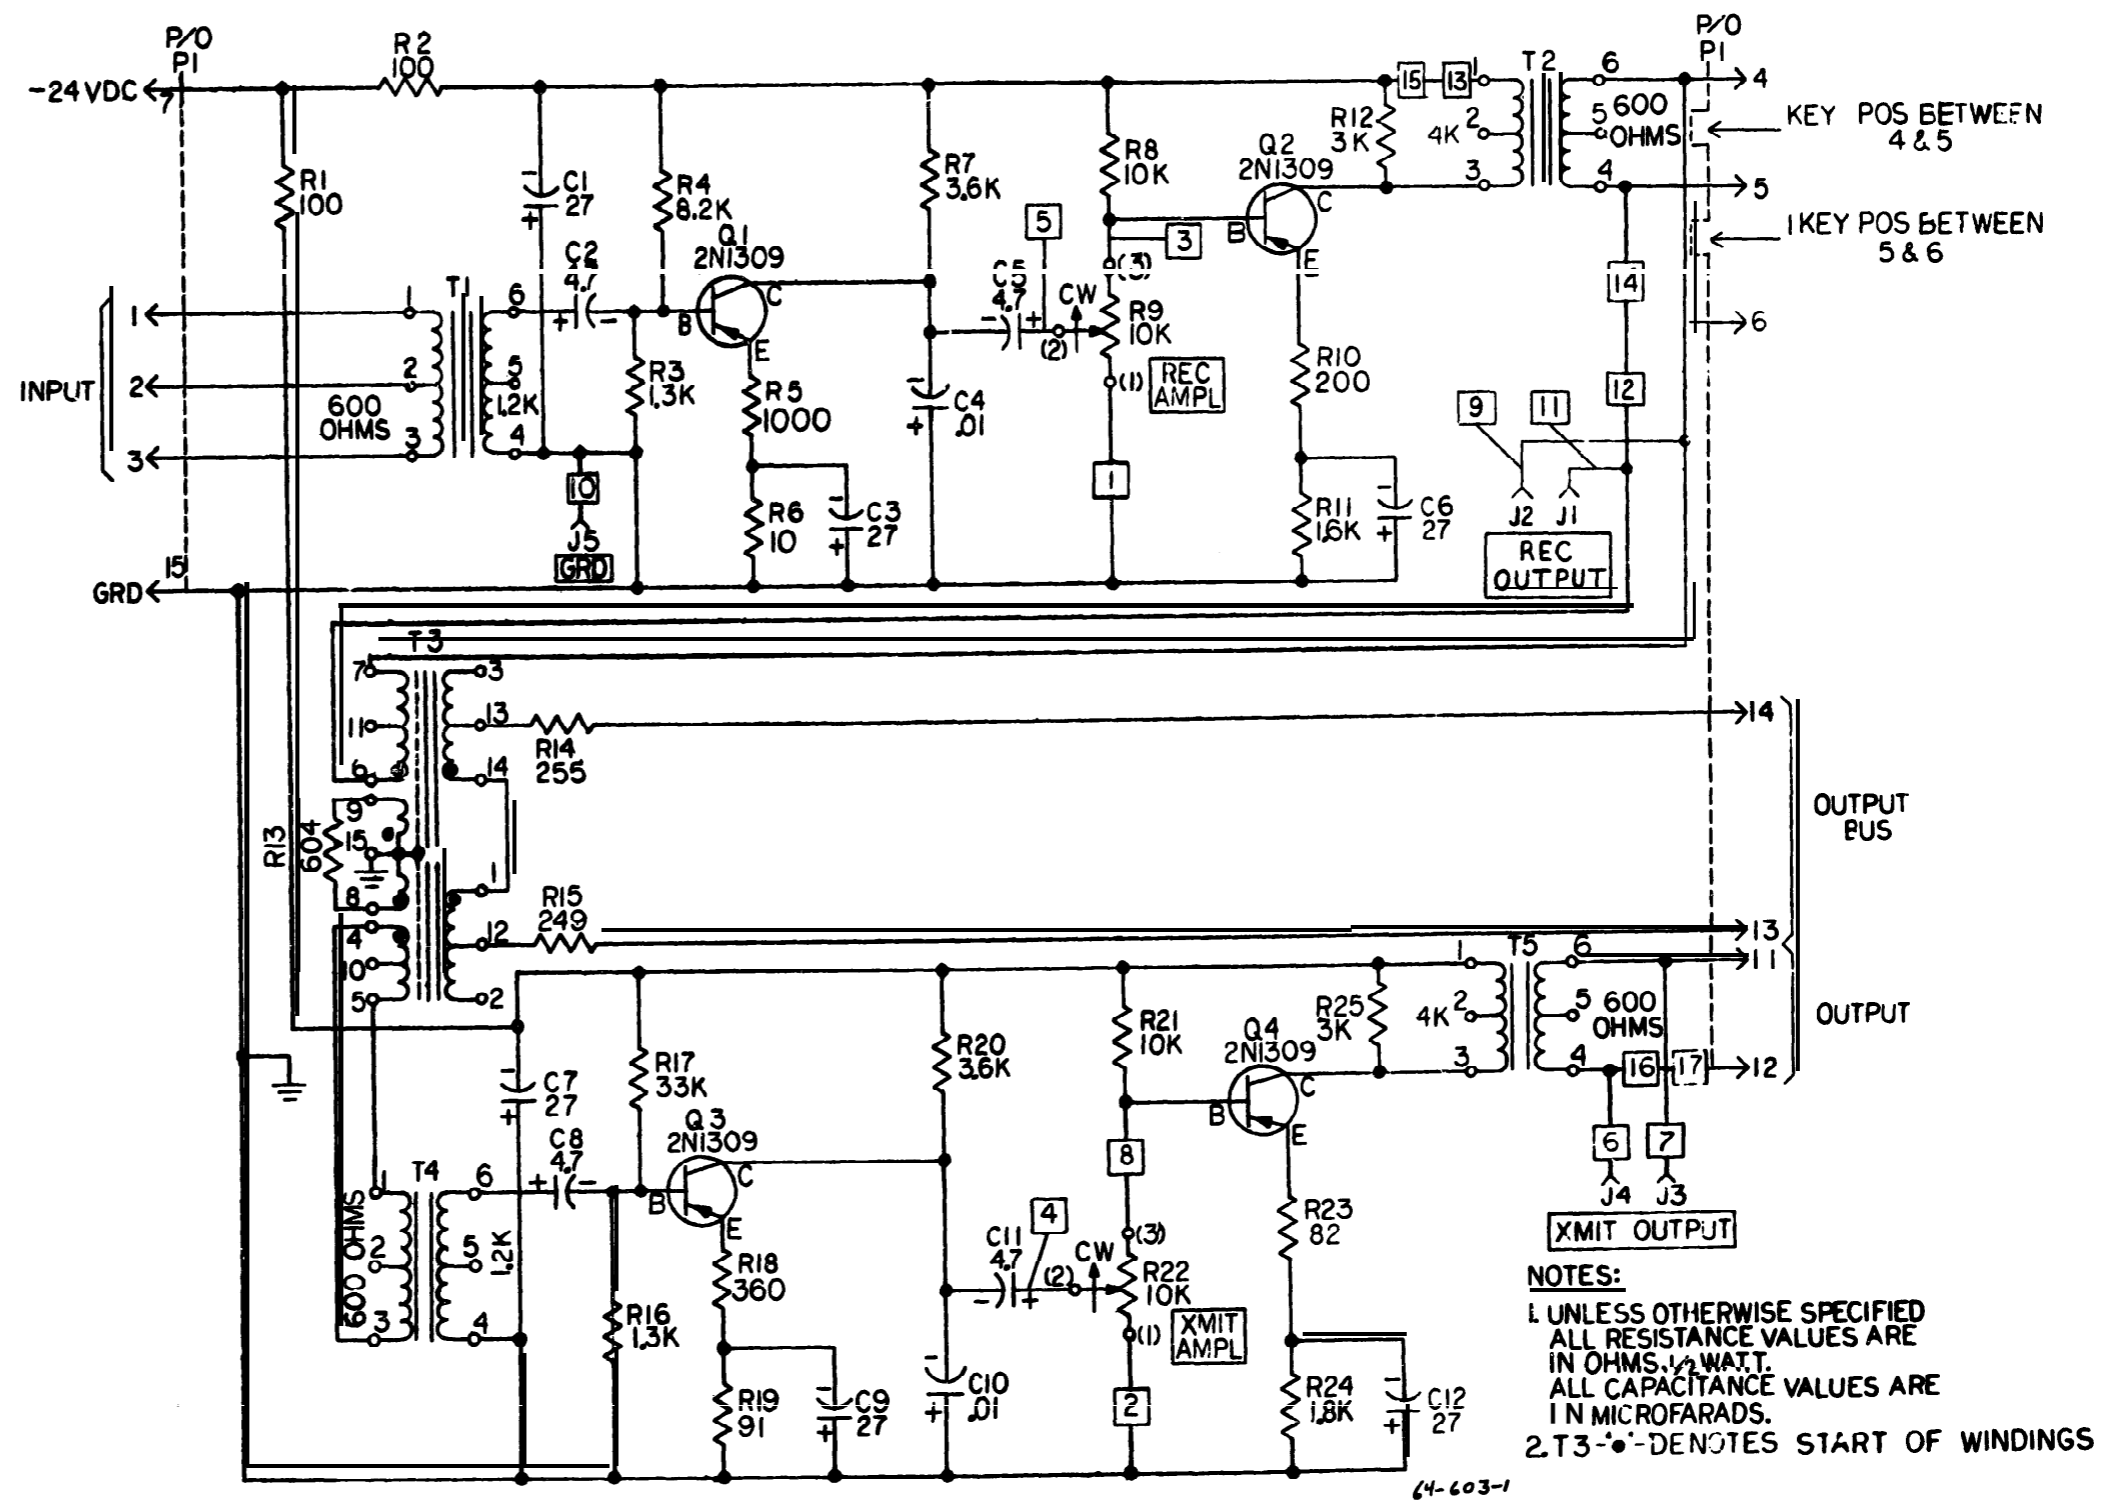 P/O
P1
-24 VDC
7
R2
100
R1
100
C1
27
R4
8.2K
C2
4.7
Q1
2N1309
B
C
E
INPUT
1
2
3
600
OHMS
T1
1
2
3
6
5
1.2K
4
10
J5
GRD
R3
1.3K
R5
1000
R6
10
C3
27
R7
3.6K
C4
.01
C5
4.7
5
CW
(2)
R8
10K
3
(3)
R9
10K
(1)
REC
AMPL
1
Q2
2N1309
B
C
E
R10
200
R11
1.6K
C6
27
R12
3K
15
13
T2
1
2
4K
3
6
5
600
OHMS
4
P/O
P1
4
KEY POS BETWEEN
4 & 5
5
1 KEY POS BETWEEN
5 & 6
6
14
12
9
11
J2
J1
REC
OUTPUT
15
GRD
T3
7
11
6
9
15
8
4
10
5
3
13
14
1
12
2
R13
604
R14
255
R15
249
14
13
11
12
OUTPUT
BUS
OUTPUT
C7
27
C8
4.7
R17
33K
Q3
2N1309
B
C
E
T4
600 OHMS
1
2
3
6
5
1.2K
4
R16
1.3K
R18
360
R19
91
C9
27
R20
3.6K
C10
.01
C11
4.7
4
(2)
CW
R21
10K
8
(3)
R22
10K
(1)
XMIT
AMPL
2
Q4
2N1309
B
C
E
R23
82
R24
1.8K
C12
27
R25
3K
T5
1
4K
2
3
6
5
600
OHMS
4
16
17
6
7
J4
J3
XMIT OUTPUT
NOTES:
1. UNLESS OTHERWISE SPECIFIED
ALL RESISTANCE VALUES ARE
IN OHMS, 1/2 WATT.
ALL CAPACITANCE VALUES ARE
IN MICROFARADS.
2. T3-"●"-DENOTES START OF WINDINGS
64-603-1